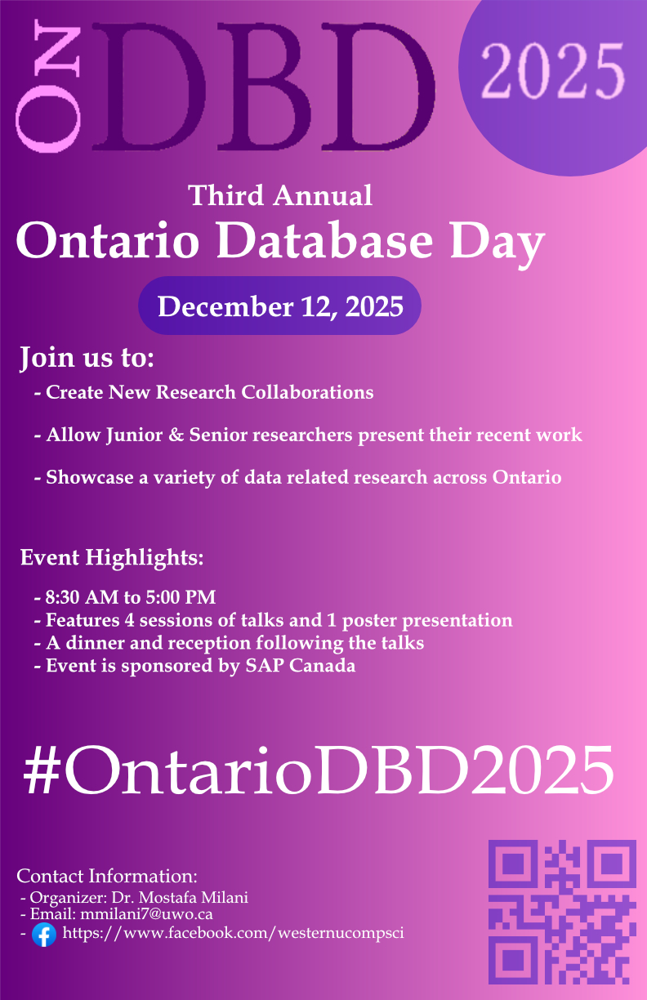 ON DBD 2025
Third Annual
Ontario Database Day
December 12, 2025
Join us to:
- Create New Research Collaborations
- Allow Junior & Senior researchers present their recent work
- Showcase a variety of data related research across Ontario
Event Highlights:
- 8:30 AM to 5:00 PM
- Features 4 sessions of talks and 1 poster presentation
- A dinner and reception following the talks
- Event is sponsored by SAP Canada
#OntarioDBD2025
Contact Information:
- Organizer: Dr. Mostafa Milani
- Email: mmilani7@uwo.ca
- https://www.facebook.com/westernucompsci